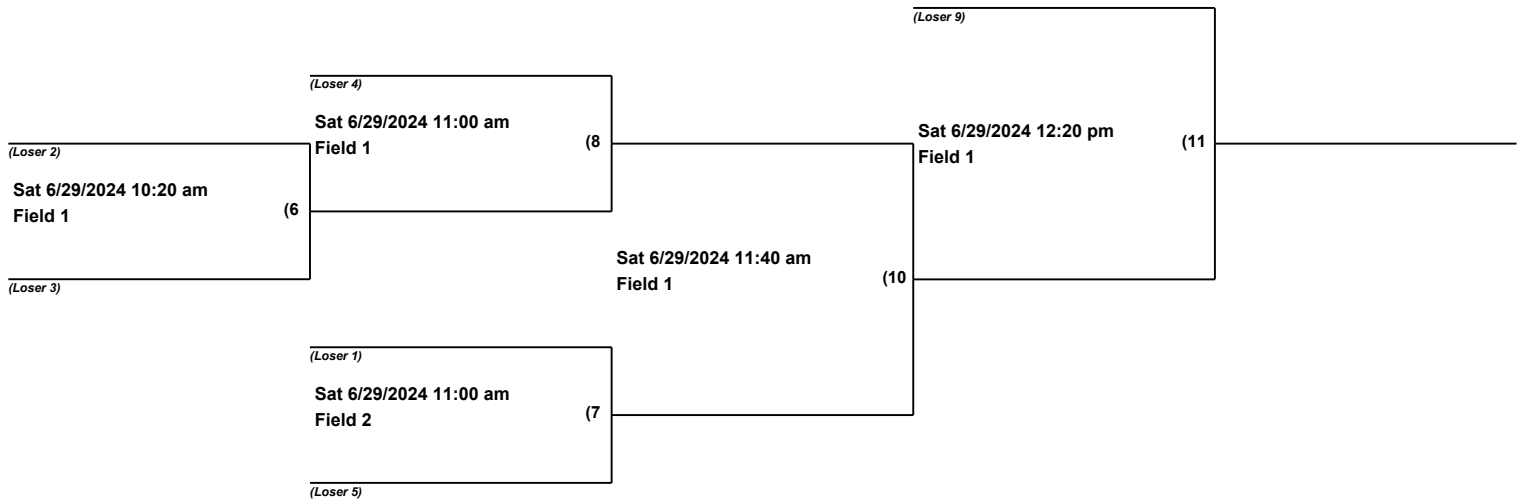 (Loser 9)
(Loser 4)
Sat 6/29/2024 11:00 am
Field 1
(8
Sat 6/29/2024 12:20 pm
Field 1
(11
(Loser 2)
Sat 6/29/2024 10:20 am
Field 1
(6
Sat 6/29/2024 11:40 am
Field 1
(10
(Loser 3)
(Loser 1)
Sat 6/29/2024 11:00 am
Field 2
(7
(Loser 5)